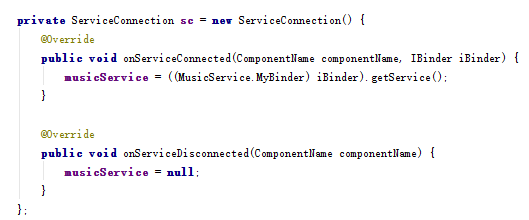 private ServiceConnection sc = new ServiceConnection() {
    @Override
    public void onServiceConnected(ComponentName componentName, IBinder iBinder) {
        musicService = ((MusicService.MyBinder) iBinder).getService();
    }

    @Override
    public void onServiceDisconnected(ComponentName componentName) {
        musicService = null;
    }
};